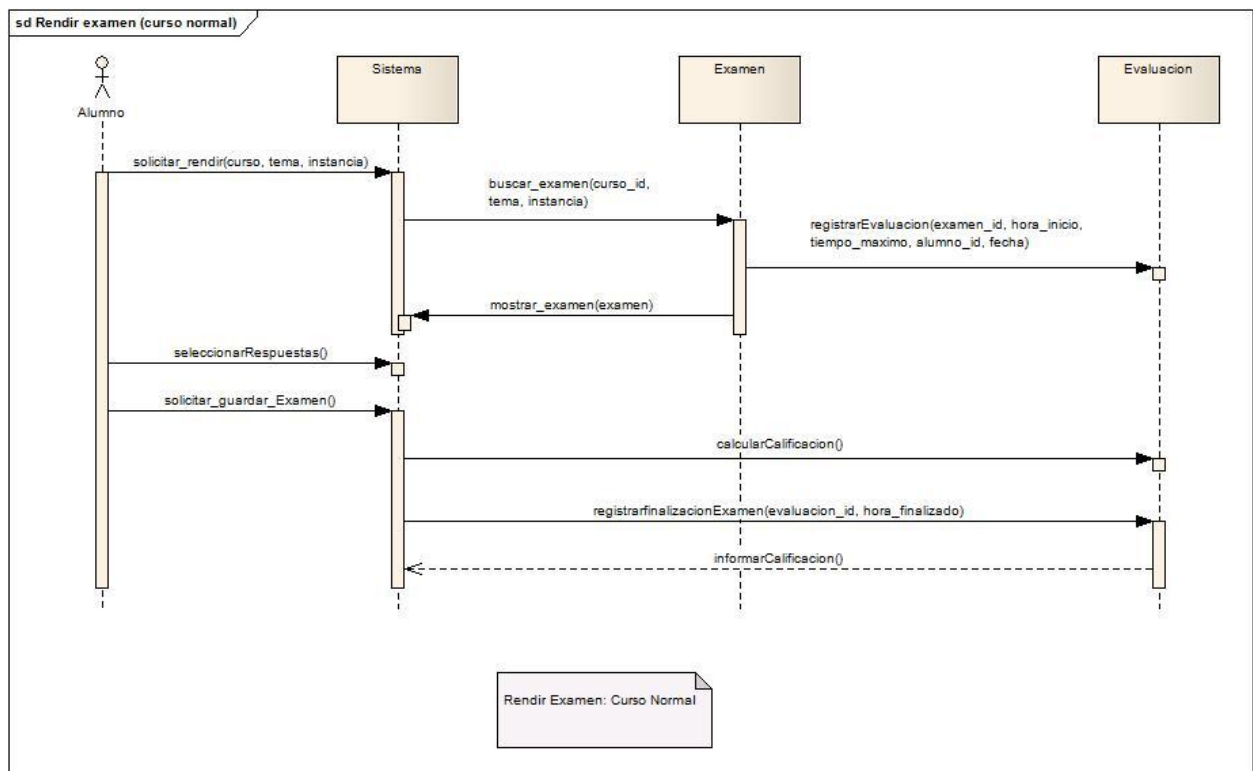 sd Rendir examen (curso normal)
Sistema
Examen
Evaluacion
Alumno
solicitar_rendir(curso, tema, instancia)
buscar_examen(curso_id,
tema, instancia)
registrarEvaluacion(examen_id, hora_inicio,
tiempo_maximo, alumno_id, fecha)
mostrar_examen(examen)
seleccionarRespuestas()
solicitar_guardar_Examen()
calcularCalificacion()
registrarfinalizacionExamen(evaluacion_id, hora_finalizado)
informarCalificacion()
Rendir Examen: Curso Normal